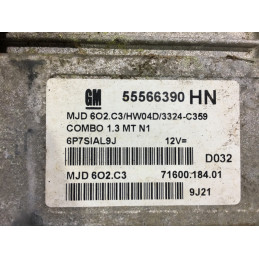 GM 55566390 HN
MJD 6O2.C3/HW04D/3324-C359
COMBO 1.3 MT N1
6P7SIAL9J 12V=
D032
MJD 6O2.C3 71600.184.01
9J21